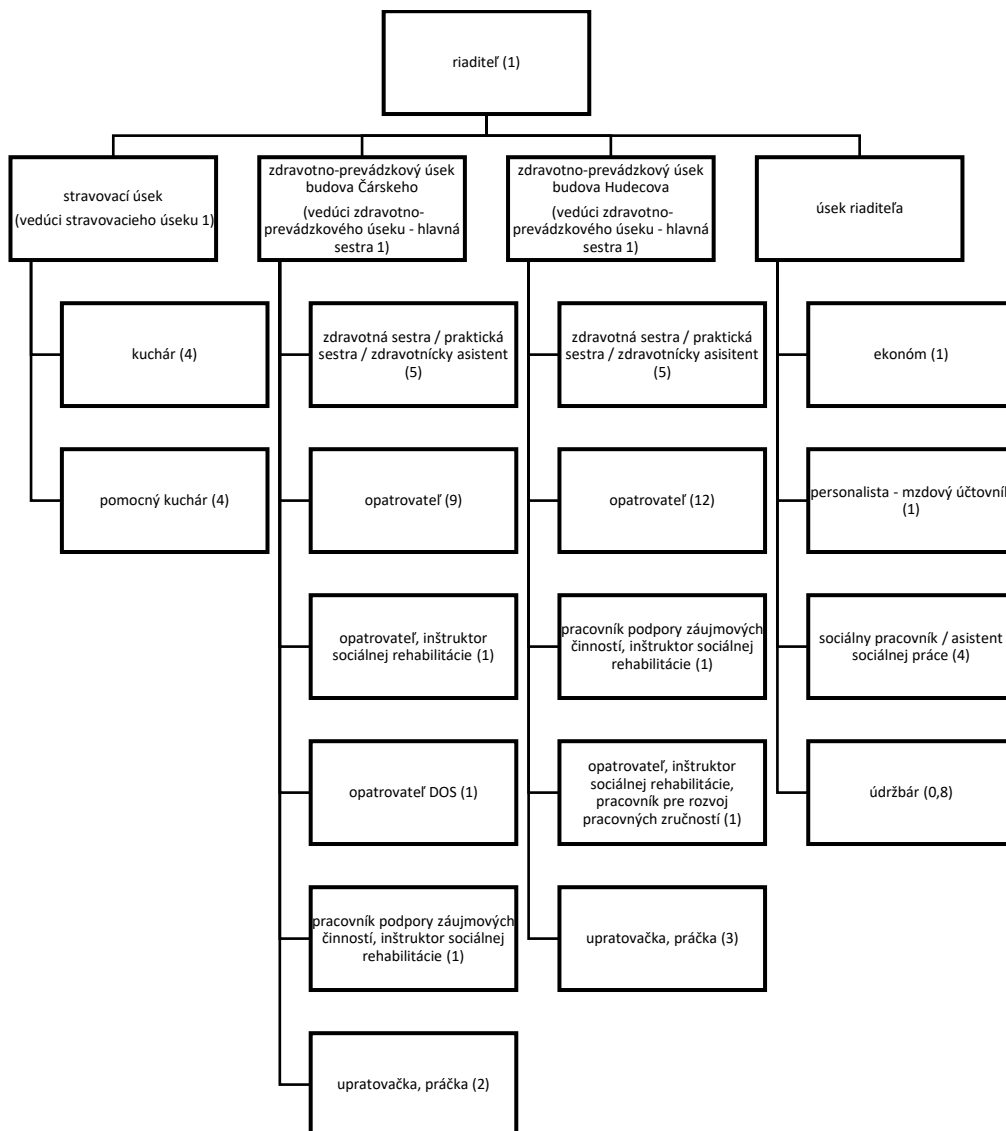 riaditeľ (1)
stravovací úsek
(vedúci stravovacieho úseku 1)
zdravotno-prevádzkový úsek
budova Čárskeho
(vedúci zdravotno-
prevádzkového úseku - hlavná
sestra 1)
zdravotno-prevádzkový úsek
budova Hudecova
(vedúci zdravotno-
prevádzkového úseku - hlavná
sestra 1)
úsek riaditeľa
kuchár (4)
pomocný kuchár (4)
zdravotná sestra / praktická
sestra / zdravotnícky asistent
(5)
opatrovateľ (9)
opatrovateľ, inštruktor
sociálnej rehabilitácie (1)
opatrovateľ DOS (1)
pracovník podpory záujmových
činností, inštruktor sociálnej
rehabilitácie (1)
upratovačka, práčka (2)
zdravotná sestra / praktická
sestra / zdravotnícky asisitent
(5)
opatrovateľ (12)
pracovník podpory záujmových
činností, inštruktor sociálnej
rehabilitácie (1)
opatrovateľ, inštruktor
sociálnej rehabilitácie,
pracovník pre rozvoj
pracovných zručností (1)
upratovačka, práčka (3)
ekonóm (1)
personalista - mzdový účtovník
(1)
sociálny pracovník / asistent
sociálnej práce (4)
údržbár (0,8)